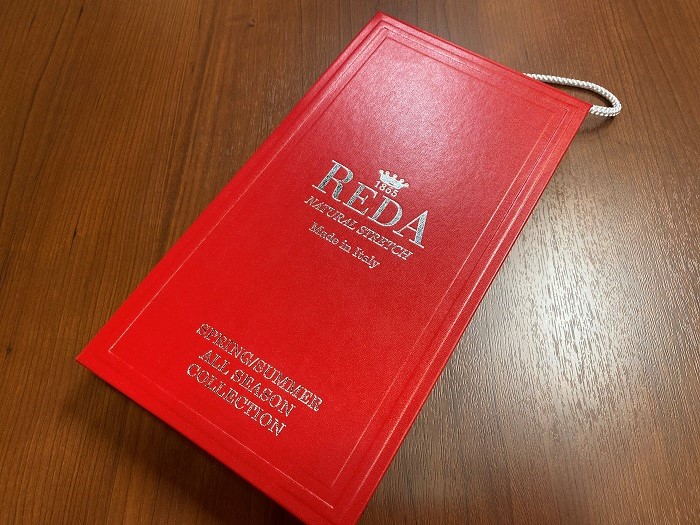 1865
REDA
NATURAL STRETCH
Made in Italy
SPRING/SUMMER
ALL SEASON
COLLECTION